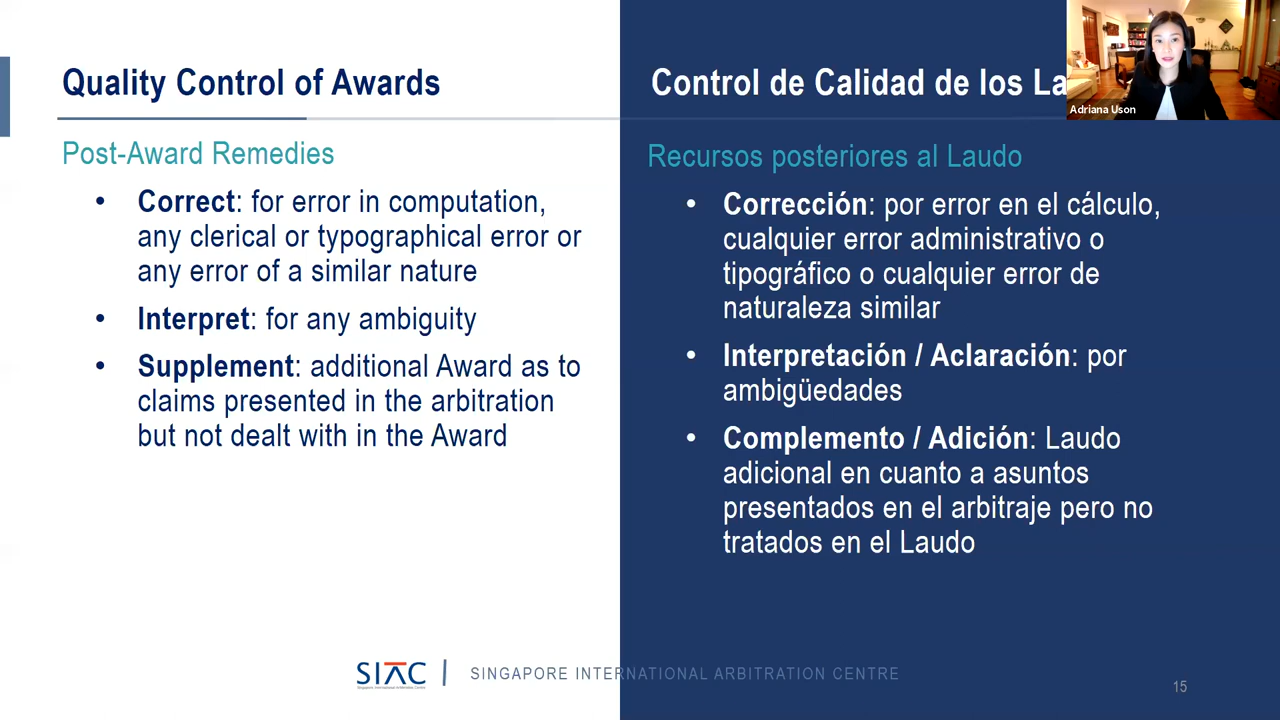 Quality Control of Awards
Post-Award Remedies
• Correct: for error in computation,
any clerical or typographical error or
any error of a similar nature
• Interpret: for any ambiguity
• Supplement: additional Award as to
claims presented in the arbitration
but not dealt with in the Award
Control de Calidad de los La
Recursos posteriores al Laudo
• Corrección: por error en el cálculo,
cualquier error administrativo o
tipográfico o cualquier error de
naturaleza similar
• Interpretación / Aclaración: por
ambigüedades
• Complemento / Adición: Laudo
adicional en cuanto a asuntos
presentados en el arbitraje pero no
tratados en el Laudo
Adriana Uson
SIAC
Singapore International Arbitration Centre
SINGAPORE INTERNATIONAL ARBITRATION CENTRE
15